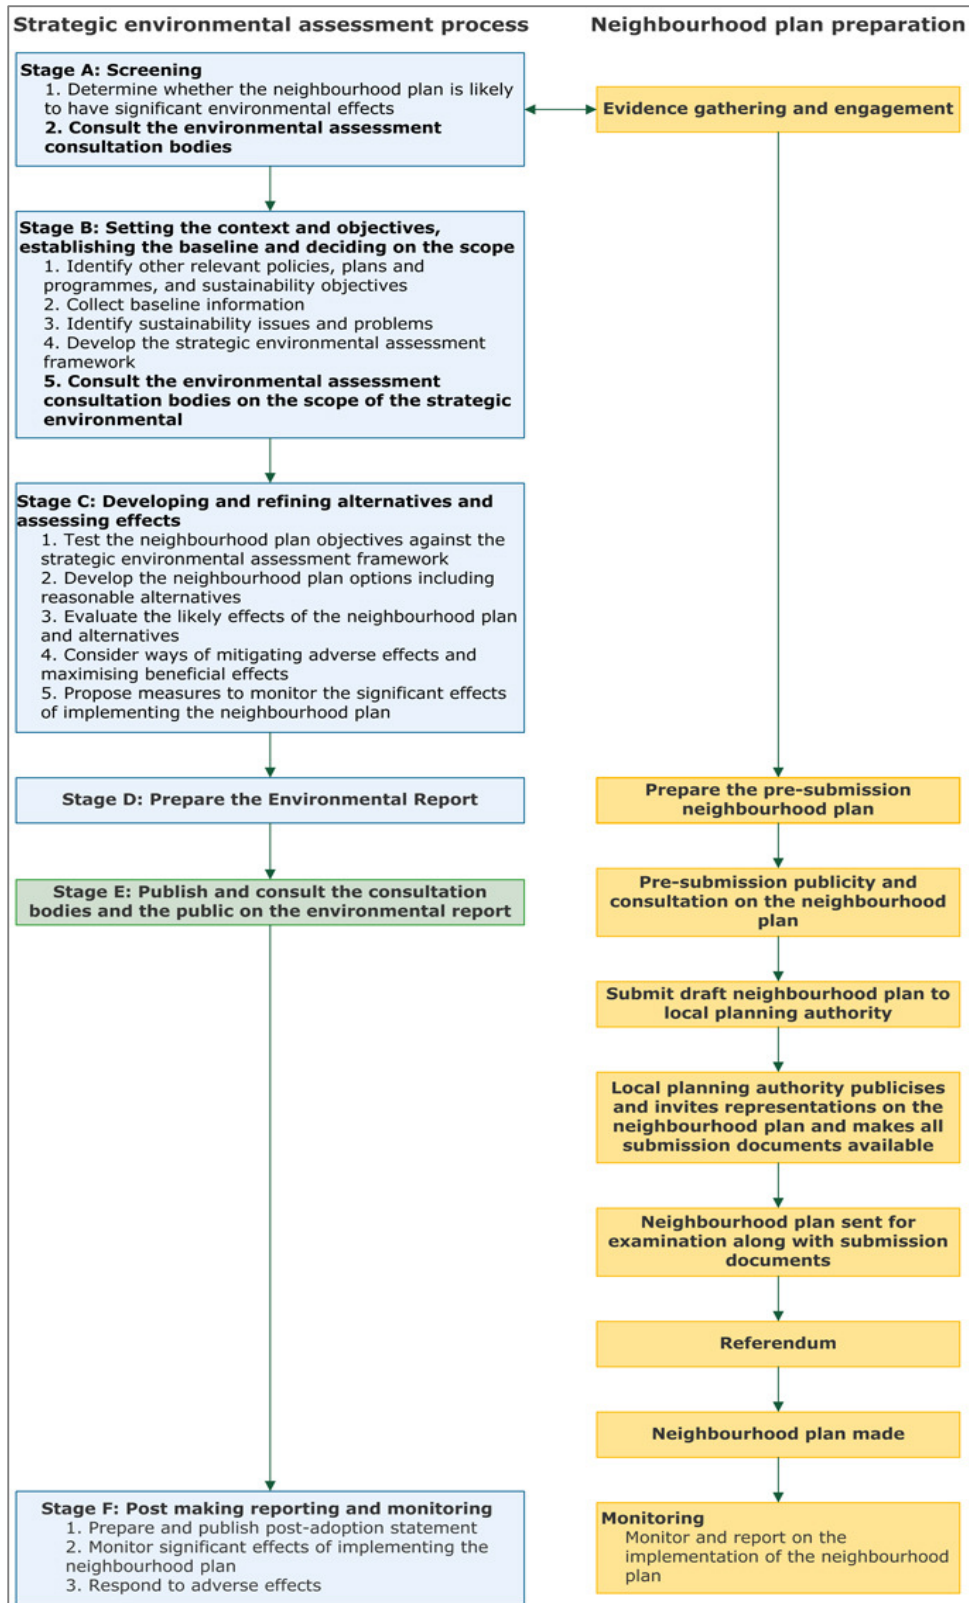 Strategic environmental assessment process
Neighbourhood plan preparation
Stage A: Screening
1. Determine whether the neighbourhood plan is likely
to have significant environmental effects
2. Consult the environmental assessment
consultation bodies
Evidence gathering and engagement
Stage B: Setting the context and objectives,
establishing the baseline and deciding on the scope
1. Identify other relevant policies, plans and
programmes, and sustainability objectives
2. Collect baseline information
3. Identify sustainability issues and problems
4. Develop the strategic environmental assessment
framework
5. Consult the environmental assessment
consultation bodies on the scope of the strategic
environmental
Stage C: Developing and refining alternatives and
assessing effects
1. Test the neighbourhood plan objectives against the
strategic environmental assessment framework
2. Develop the neighbourhood plan options including
reasonable alternatives
3. Evaluate the likely effects of the neighbourhood plan
and alternatives
4. Consider ways of mitigating adverse effects and
maximising beneficial effects
5. Propose measures to monitor the significant effects
of implementing the neighbourhood plan
Stage D: Prepare the Environmental Report
Prepare the pre-submission
neighbourhood plan
Stage E: Publish and consult the consultation
bodies and the public on the environmental report
Pre-submission publicity and
consultation on the neighbourhood
plan
Submit draft neighbourhood plan to
local planning authority
Local planning authority publicises
and invites representations on the
neighbourhood plan and makes all
submission documents available
Neighbourhood plan sent for
examination along with submission
documents
Referendum
Neighbourhood plan made
Stage F: Post making reporting and monitoring
1. Prepare and publish post-adoption statement
2. Monitor significant effects of implementing the
neighbourhood plan
3. Respond to adverse effects
Monitoring
Monitor and report on the
implementation of the neighbourhood
plan